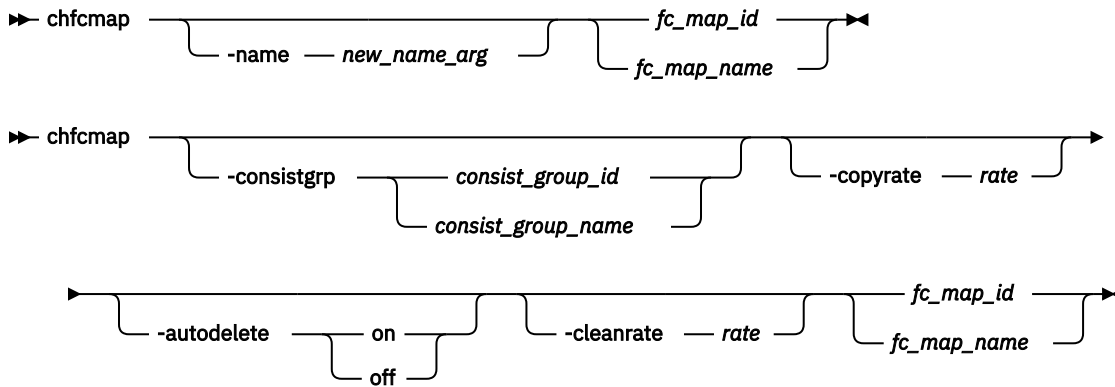 chfcmap fc_map_id
-name new_name_arg fc_map_name
chfcmap
-consistgrp consist_group_id -copyrate rate
consist_group_name
fc_map_id
-autodelete on -cleanrate rate fc_map_name
off